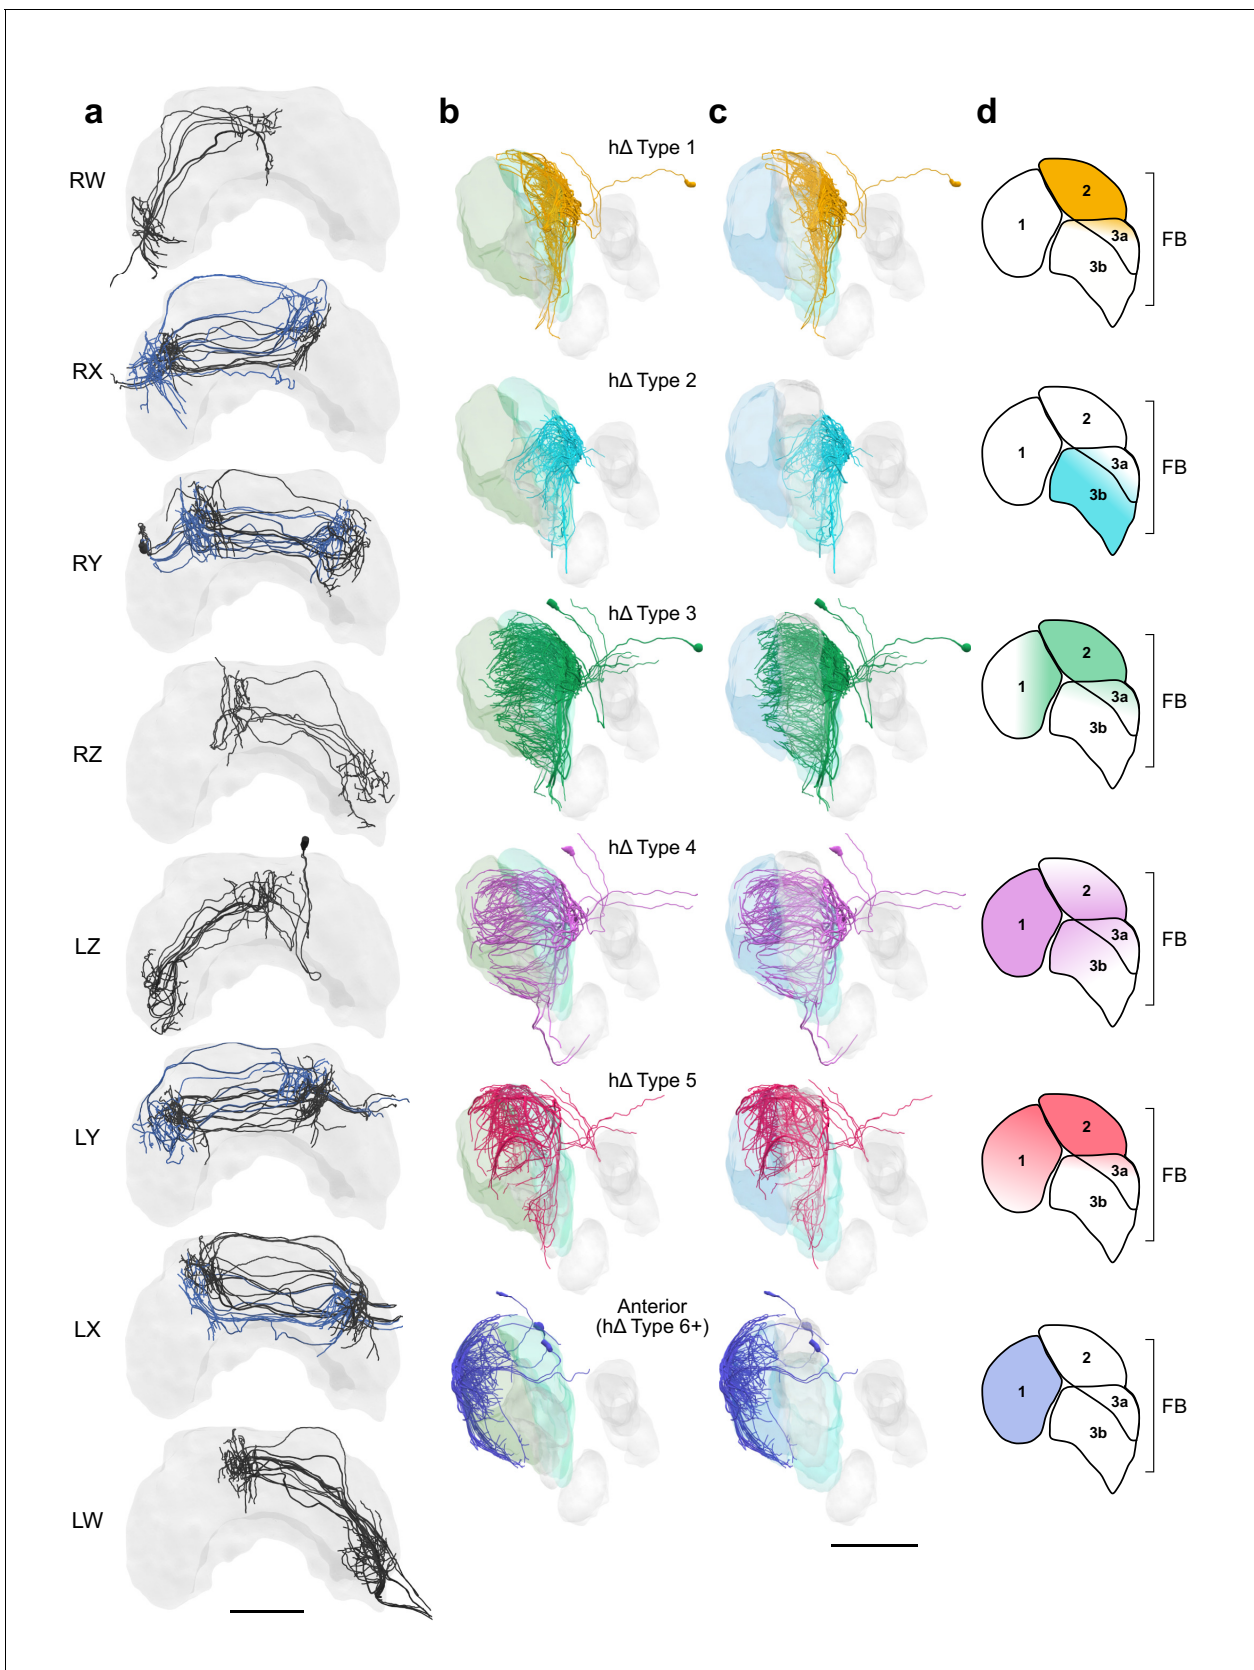 a
b
c
d
RW
RX
RY
RZ
LZ
LY
LX
LW
hΔ Type 1
hΔ Type 2
hΔ Type 3
hΔ Type 4
hΔ Type 5
Anterior
(hΔ Type 6+)
1
2
3a
3b
FB
1
2
3a
3b
FB
1
2
3a
3b
FB
1
2
3a
3b
FB
1
2
3a
3b
FB
1
2
3a
3b
FB